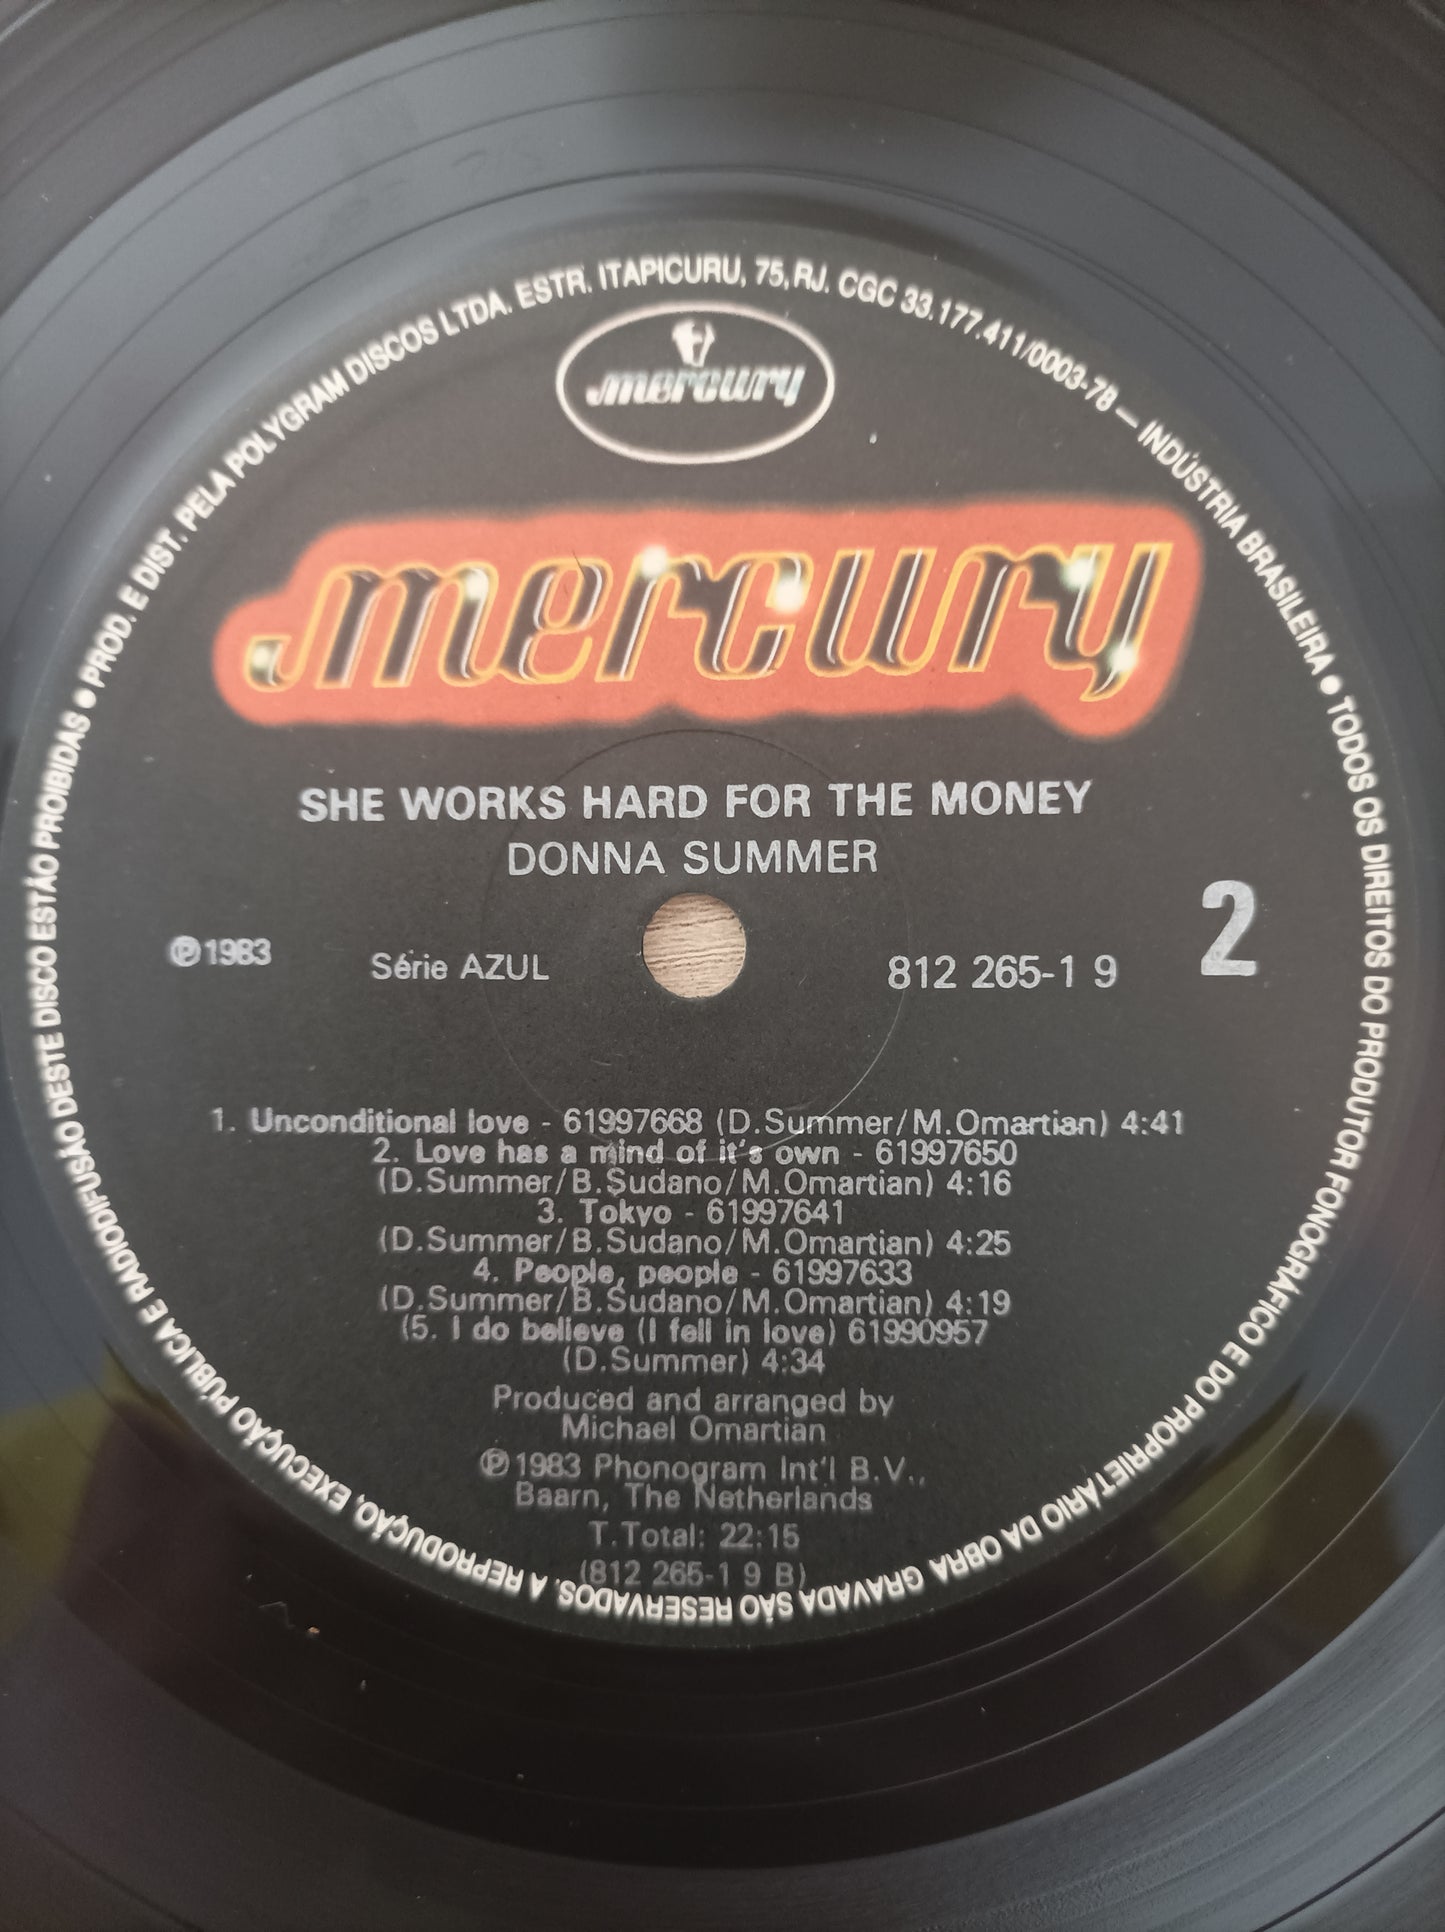 ● PROD. E DIST. PELA POLYGRAM DISCOS LTDA. ESTR. ITAPICURU, 75, RJ. CGC 33.177.411/0003-78 — INDÚSTRIA BRASILEIRA ● TODOS OS DIREITOS DO PRODUTOR FONOGRÁFICO E DO PROPRIETÁRIO DA OBRA GRAVADA SÃO RESERVADOS. A REPRODUÇÃO, EXECUÇÃO PÚBLICA E RADIODIFUSÃO DESTE DISCO ESTÃO PROIBIDAS
mercury
mercury
SHE WORKS HARD FOR THE MONEY
DONNA SUMMER
2
℗1983 Série AZUL 812 265-1 9
1. Unconditional love - 61997668 (D.Summer/M.Omartian) 4:41
2. Love has a mind of it's own - 61997650
(D.Summer/B.Sudano/M.Omartian) 4:16
3. Tokyo - 61997641
(D.Summer/B.Sudano/M.Omartian) 4:25
4. People, people - 61997633
(D.Summer/B.Sudano/M.Omartian) 4:19
(5. I do believe (I fell in love) 61990957
(D.Summer) 4:34
Produced and arranged by
Michael Omartian
℗1983 Phonogram Int'l B.V.,
Baarn, The Netherlands
T.Total: 22:15
(812 265-1 9 B)